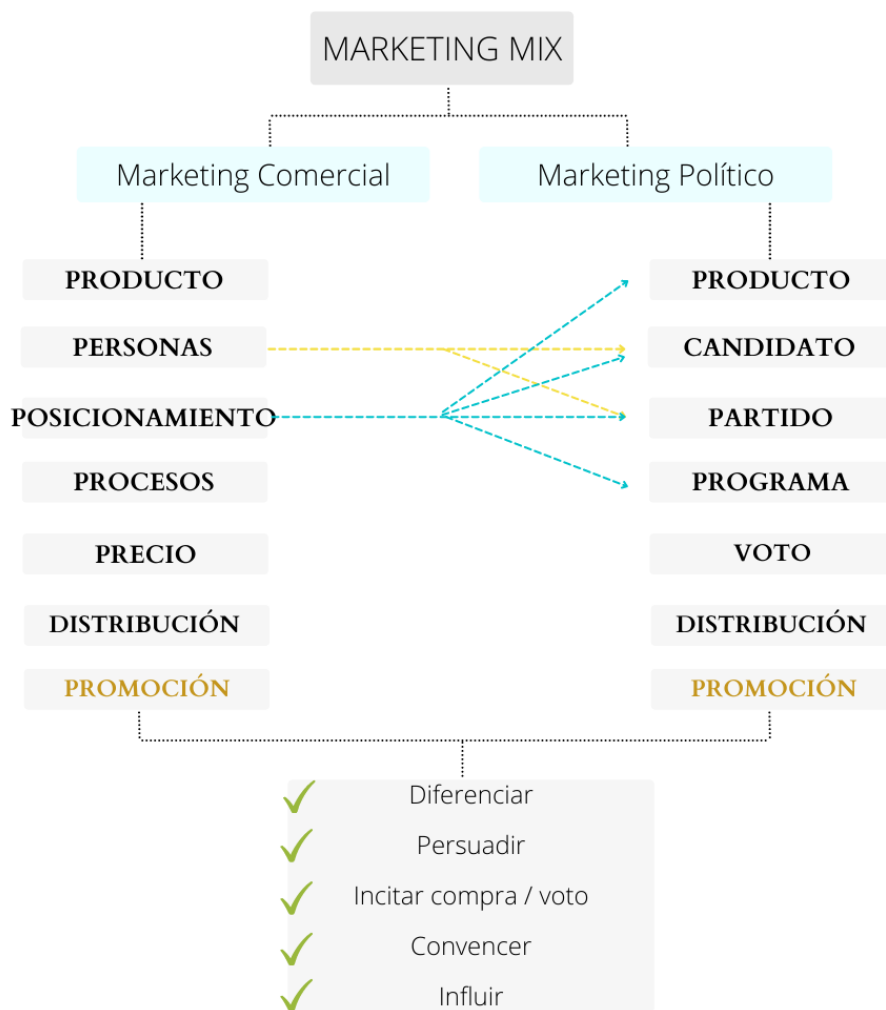 MARKETING MIX
Marketing Comercial
Marketing Político
PRODUCTO
PRODUCTO
PERSONAS
CANDIDATO
POSICIONAMIENTO
PARTIDO
PROCESOS
PROGRAMA
PRECIO
VOTO
DISTRIBUCIÓN
DISTRIBUCIÓN
PROMOCIÓN
PROMOCIÓN
Diferenciar
Persuadir
Incitar compra / voto
Convencer
Influir